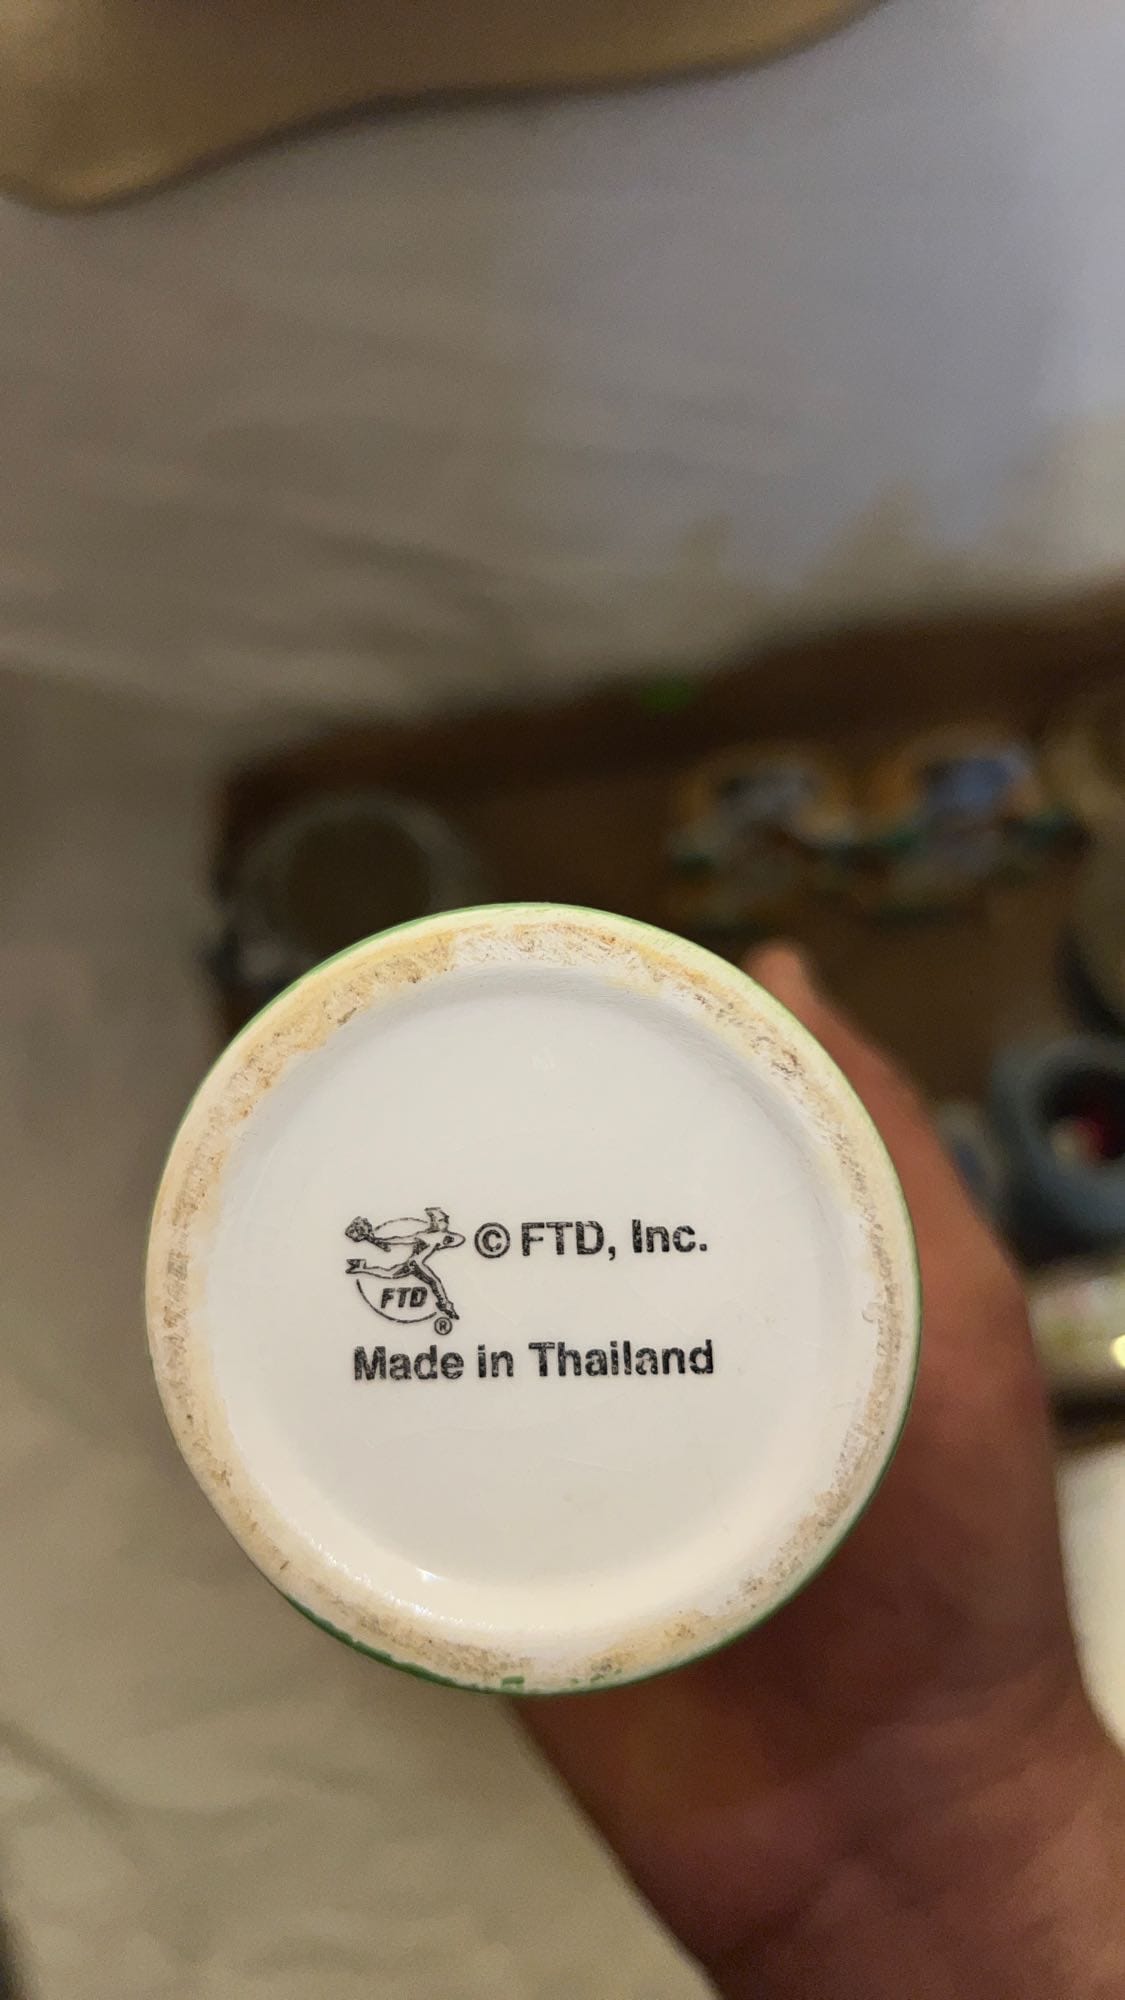 © FTD, Inc.
FTD
®
Made in Thailand